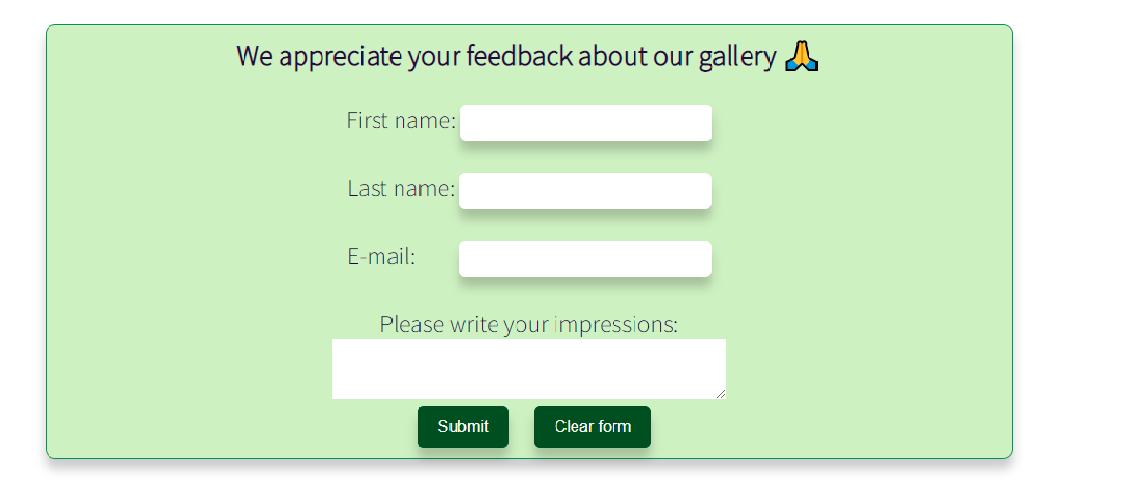 We appreciate your feedback about our gallery 🙏
First name:
Last name:
E-mail:
Please write your impressions:
Submit Clear form